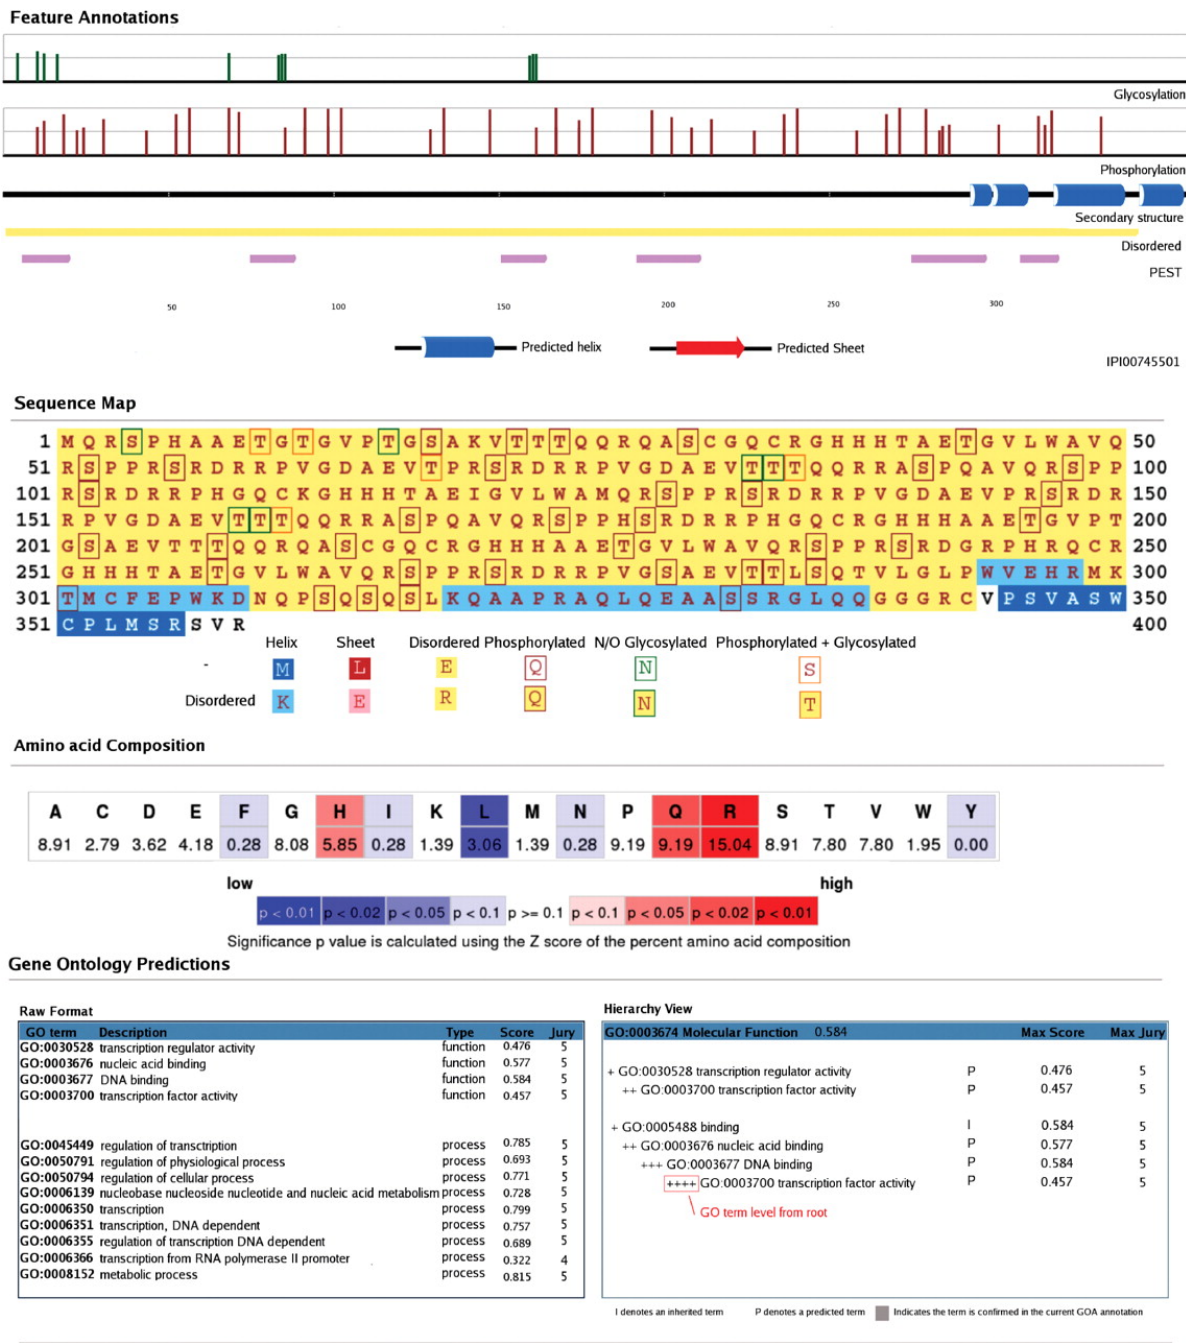 Feature Annotations
Glycosylation
Phosphorylation
Secondary structure
Disordered
PEST
50 100 150 200 250 300
Predicted helix Predicted Sheet
IPI00745501
Sequence Map
1 M Q R S P H A A E T G T G V P T G S A K V T T T Q Q R Q A S C G Q C R G H H H T A E T G V L W A V Q 50
51 R S P P R S R D R R P V G D A E V T P R S R D R R P V G D A E V T T T Q Q R R A S P Q A V Q R S P P 100
101 R S R D R R P H G Q C K G H H H T A E I G V L W A M Q R S P P R S R D R R P V G D A E V P R S R D R 150
151 R P V G D A E V T T T Q Q R R A S P Q A V Q R S P P H S R D R R P H G Q C R G H H H A A E T G V P T 200
201 G S A E V T T T Q Q R Q A S C G Q C R G H H H A A E T G V L W A V Q R S P P R S R D G R P H R Q C R 250
251 G H H H T A E T G V L W A V Q R S P P R S R D R R P V G S A E V T T L S Q T V L G L P W V E H R M K 300
301 T M C F E P W K D N Q P S Q S Q S L K Q A A P R A Q L Q E A A S S R G L Q Q G G G R C V P S V A S W 350
351 C P L M S R S V R 400
Helix Sheet Disordered Phosphorylated N/O Glycosylated Phosphorylated + Glycosylated
- M L E Q N S
Disordered K E R Q N T
Amino acid Composition
A C D E F G H I K L M N P Q R S T V W Y
8.91 2.79 3.62 4.18 0.28 8.08 5.85 0.28 1.39 3.06 1.39 0.28 9.19 9.19 15.04 8.91 7.80 7.80 1.95 0.00
low high
p < 0.01 p < 0.02 p < 0.05 p < 0.1 p >= 0.1 p < 0.1 p < 0.05 p < 0.02 p < 0.01
Significance p value is calculated using the Z score of the percent amino acid composition
Gene Ontology Predictions
Raw Format
GO term Description Type Score Jury
GO:0030528 transcription regulator activity function 0.476 5
GO:0003676 nucleic acid binding function 0.577 5
GO:0003677 DNA binding function 0.584 5
GO:0003700 transcription factor activity function 0.457 5
GO:0045449 regulation of transctription process 0.785 5
GO:0050791 regulation of physiological process process 0.693 5
GO:0050794 regulation of cellular process process 0.771 5
GO:0006139 nucleobase nucleoside nucleotide and nucleic acid metabolism process 0.728 5
GO:0006350 transcription process 0.799 5
GO:0006351 transcription, DNA dependent process 0.757 5
GO:0006355 regulation of transcription DNA dependent process 0.689 5
GO:0006366 transcription from RNA polymerase II promoter process 0.322 4
GO:0008152 metabolic process process 0.815 5
Hierarchy View
GO:0003674 Molecular Function 0.584 Max Score Max Jury
+ GO:0030528 transcription regulator activity P 0.476 5
++ GO:0003700 transcription factor activity P 0.457 5
+ GO:0005488 binding I 0.584 5
++ GO:0003676 nucleic acid binding P 0.577 5
+++ GO:0003677 DNA binding P 0.584 5
++++ GO:0003700 transcription factor activity P 0.457 5
GO term level from root
I denotes an inherited term P denotes a predicted term Indicates the term is confirmed in the current GOA annotation